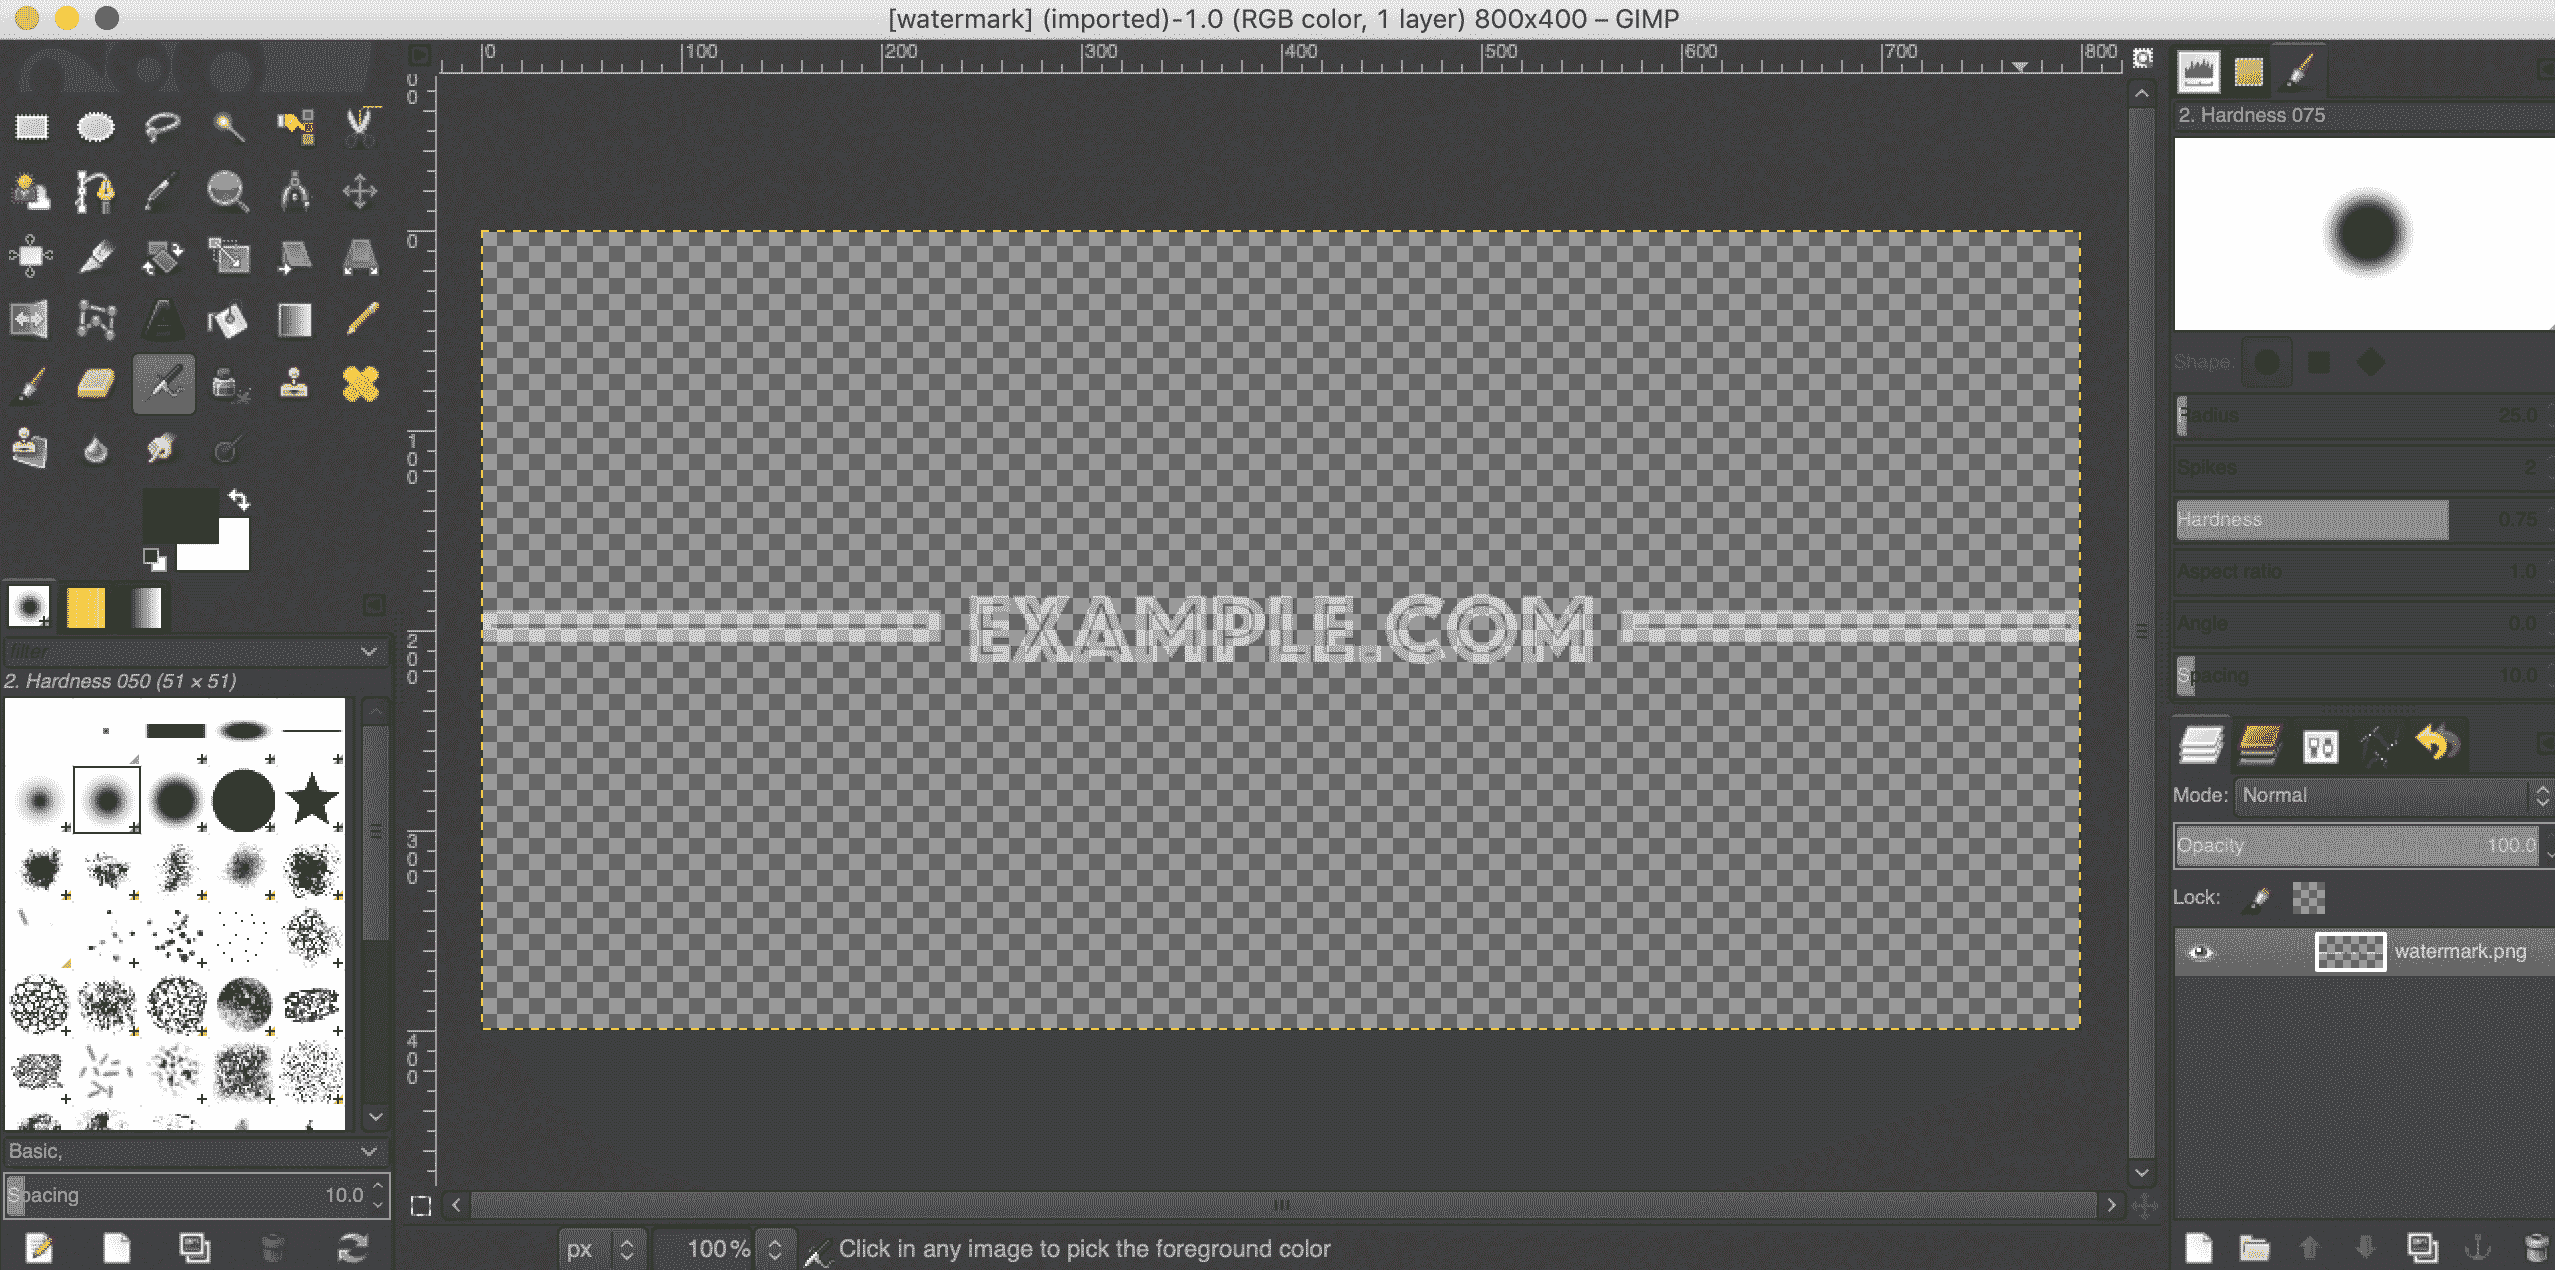 [watermark] (imported)-1.0 (RGB color, 1 layer) 800x400 – GIMP
0 100 200 300 400 500 600 700 800
00
0
100
200
300
400
2. Hardness 075
Shape:
Radius 25.0
Spikes 2
Hardness 0.75
Aspect ratio 1.0
Angle 0.0
Spacing 10.0
EXAMPLE.COM
filter
2. Hardness 050 (51 × 51)
Mode: Normal
Opacity 100.0
Lock:
watermark.png
Basic,
Spacing 10.0
px 100% Click in any image to pick the foreground color